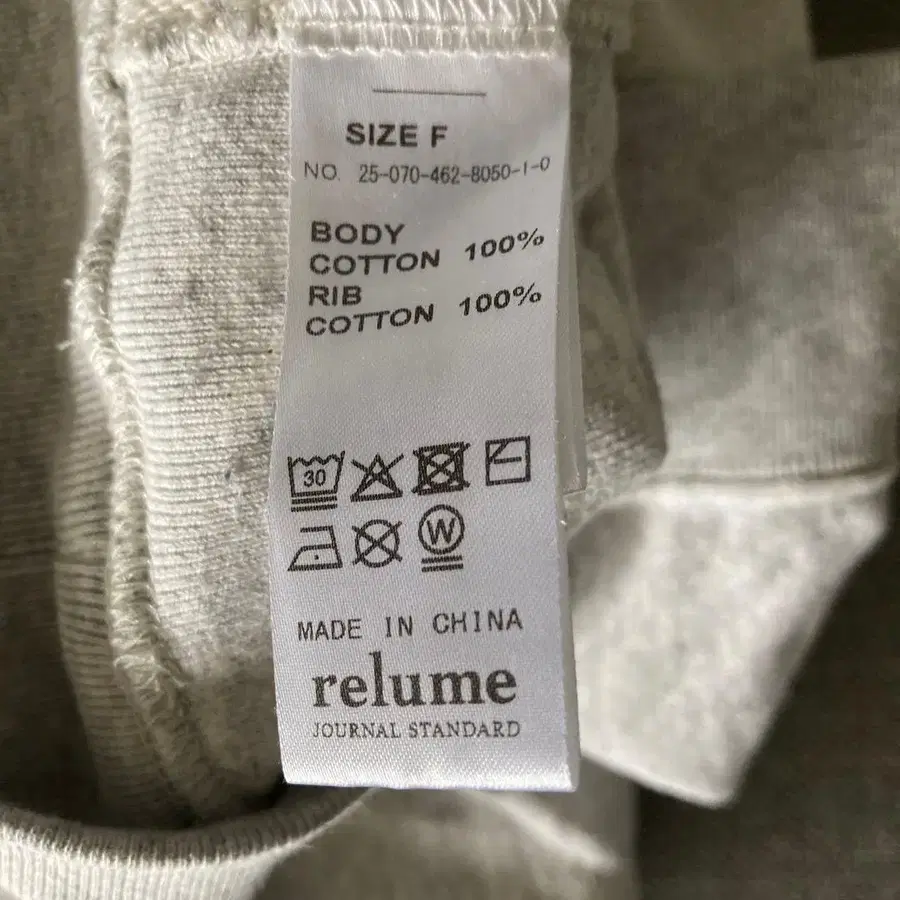 SIZE F
NO. 25-070-462-8050-1-0
BODY
COTTON 100%
RIB
COTTON 100%
30
W
MADE IN CHINA
relume
JOURNAL STANDARD